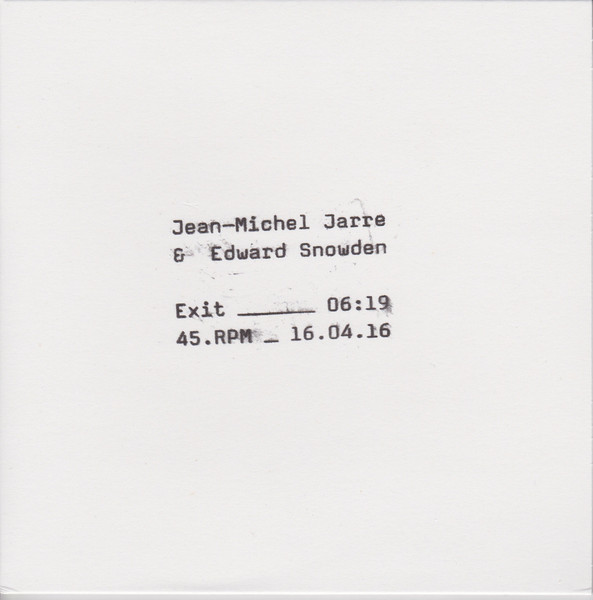 Jean-Michel Jarre
& Edward Snowden
Exit ______ 06:19
45.RPM _ 16.04.16